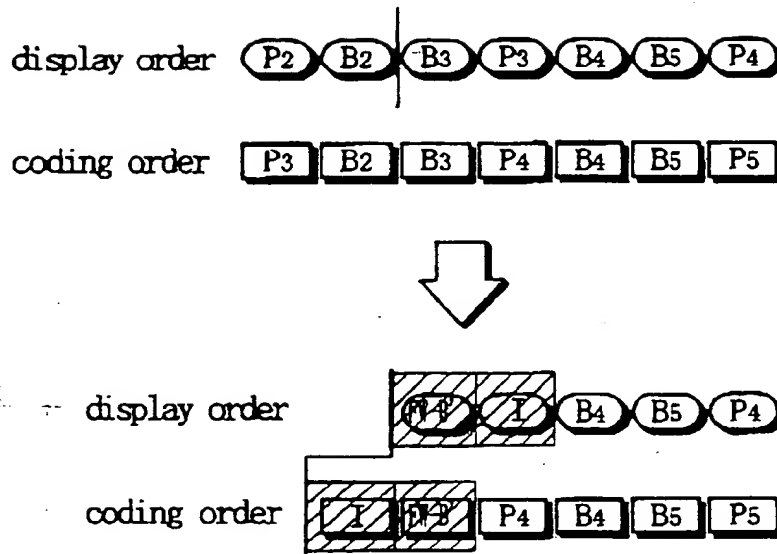 display order P2 B2 B3 P3 B4 B5 P4
coding order P3 B2 B3 P4 B4 B5 P5
display order I B4 B5 P4
coding order I P4 B4 B5 P5